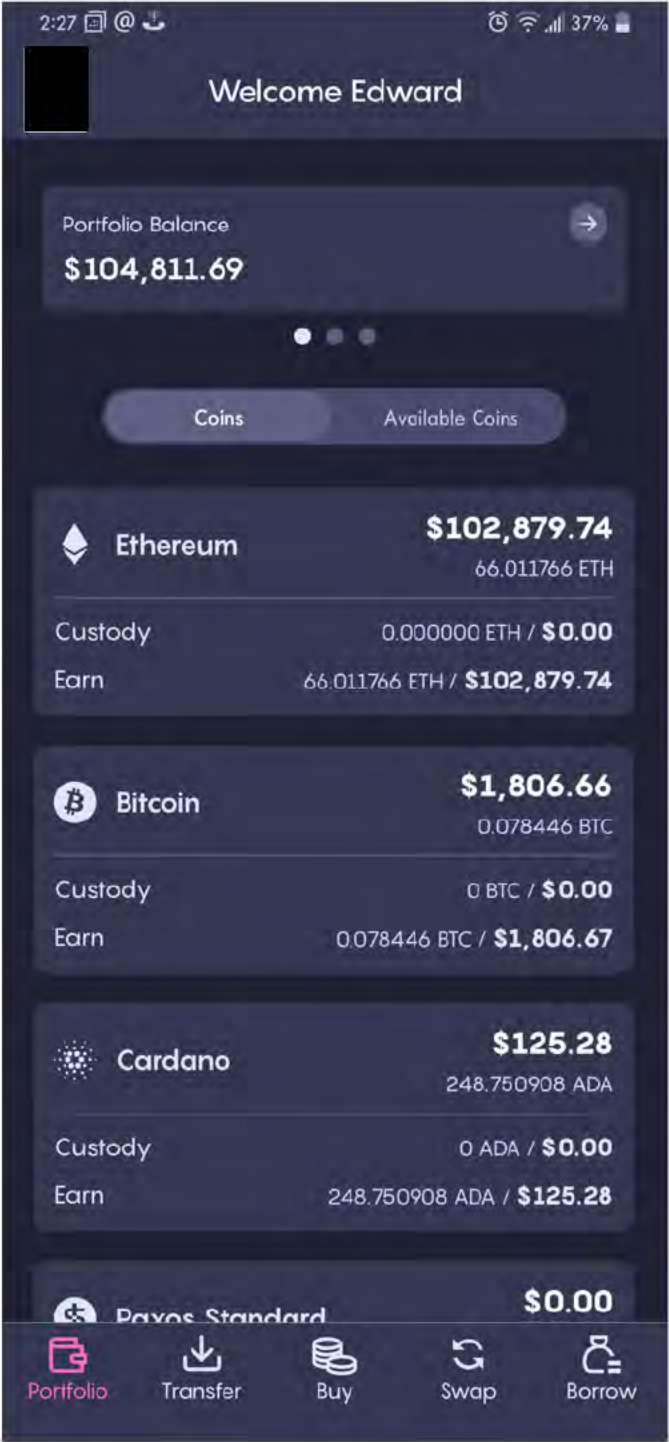 2:27 @ 37%
Welcome Edward
Portfolio Balance
$104,811.69
Coins Available Coins
Ethereum $102,879.74
66.011766 ETH
Custody 0.000000 ETH / $0.00
Earn 66.011766 ETH / $102,879.74
Bitcoin $1,806.66
0.078446 BTC
Custody 0 BTC / $0.00
Earn 0.078446 BTC / $1,806.67
Cardano $125.28
248.750908 ADA
Custody 0 ADA / $0.00
Earn 248.750908 ADA / $125.28
Paxos Standard $0.00
Portfolio Transfer Buy Swap Borrow